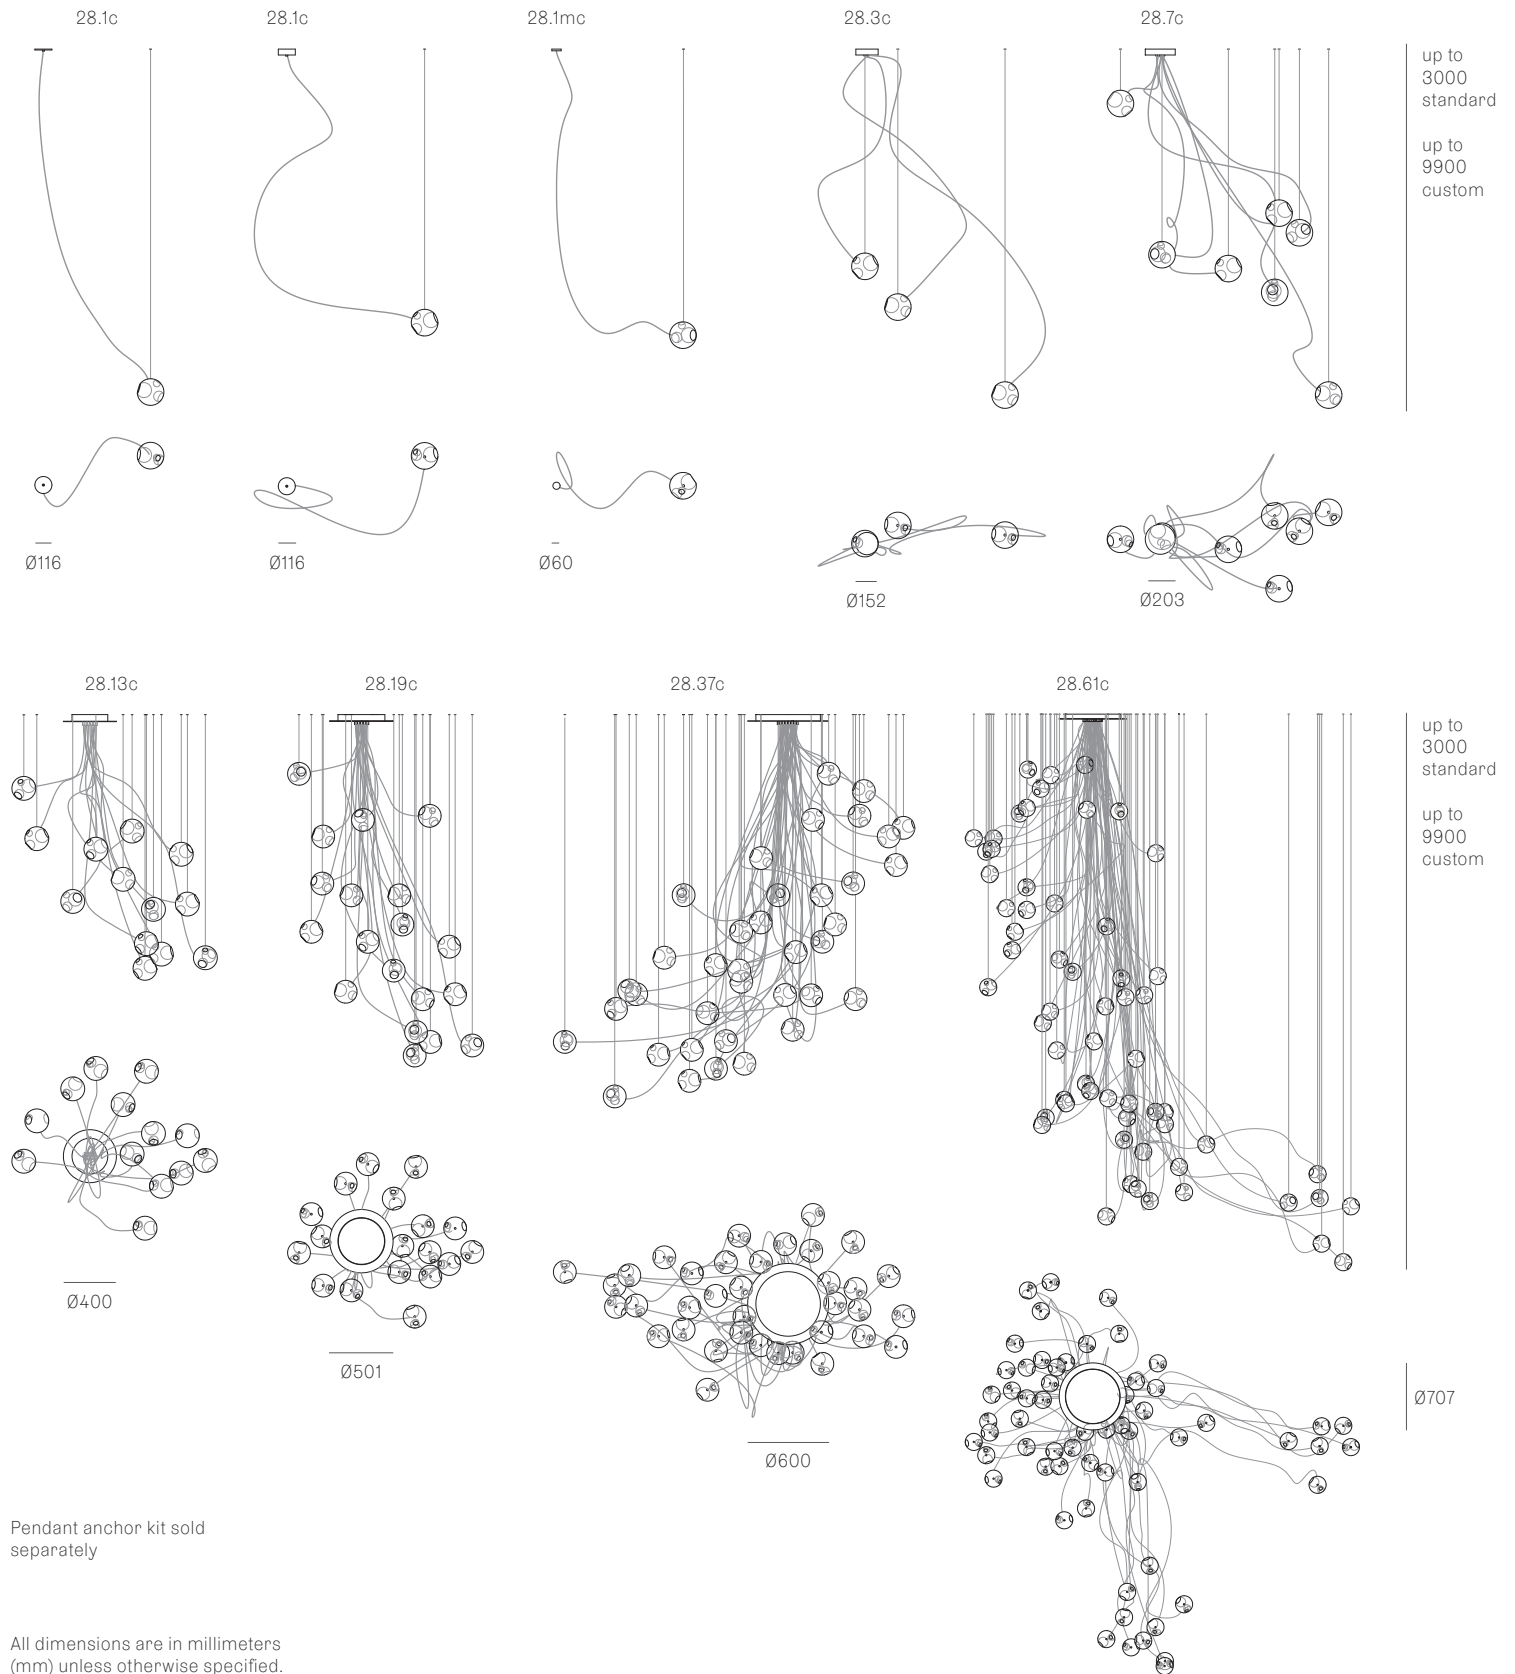 28.1c
28.1c
28.1mc
28.3c
28.7c
up to
3000
standard
up to
9900
custom
Ø116
Ø116
Ø60
Ø152
Ø203
28.13c
28.19c
28.37c
28.61c
up to
3000
standard
up to
9900
custom
Ø400
Ø501
Ø600
Ø707
Pendant anchor kit sold
separately
All dimensions are in millimeters
(mm) unless otherwise specified.